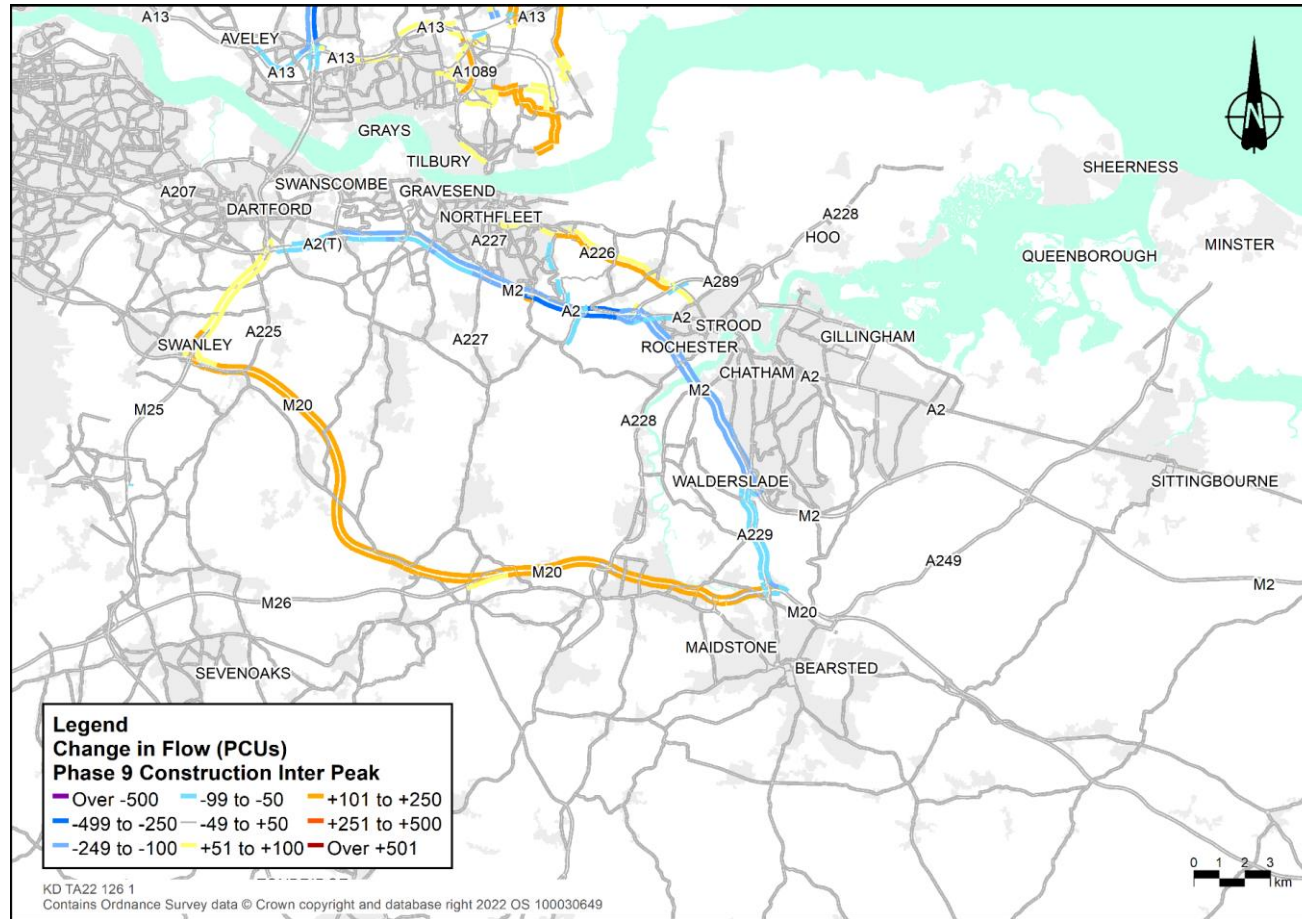 A13
A13
A13
AVELEY
A13
A13
A1089
GRAYS
TILBURY
N
SHEERNESS
A207
SWANSCOMBE
GRAVESEND
DARTFORD
NORTHFLEET
A228
HOO
MINSTER
A2(T)
A227
A226
QUEENBOROUGH
M2
A289
A2
A2
STROOD
SWANLEY
A225
A227
ROCHESTER
GILLINGHAM
CHATHAM
A2
M2
M20
M25
A228
A2
WALDERSLADE
SITTINGBOURNE
M2
A229
A249
M20
M2
M26
M20
MAIDSTONE
BEARSTED
SEVENOAKS
Legend
Change in Flow (PCUs)
Phase 9 Construction Inter Peak
Over -500 -99 to -50 +101 to +250
-499 to -250 -49 to +50 +251 to +500
-249 to -100 +51 to +100 Over +501
0 1 2 3
km
KD TA22 126 1
Contains Ordnance Survey data © Crown copyright and database right 2022 OS 100030649